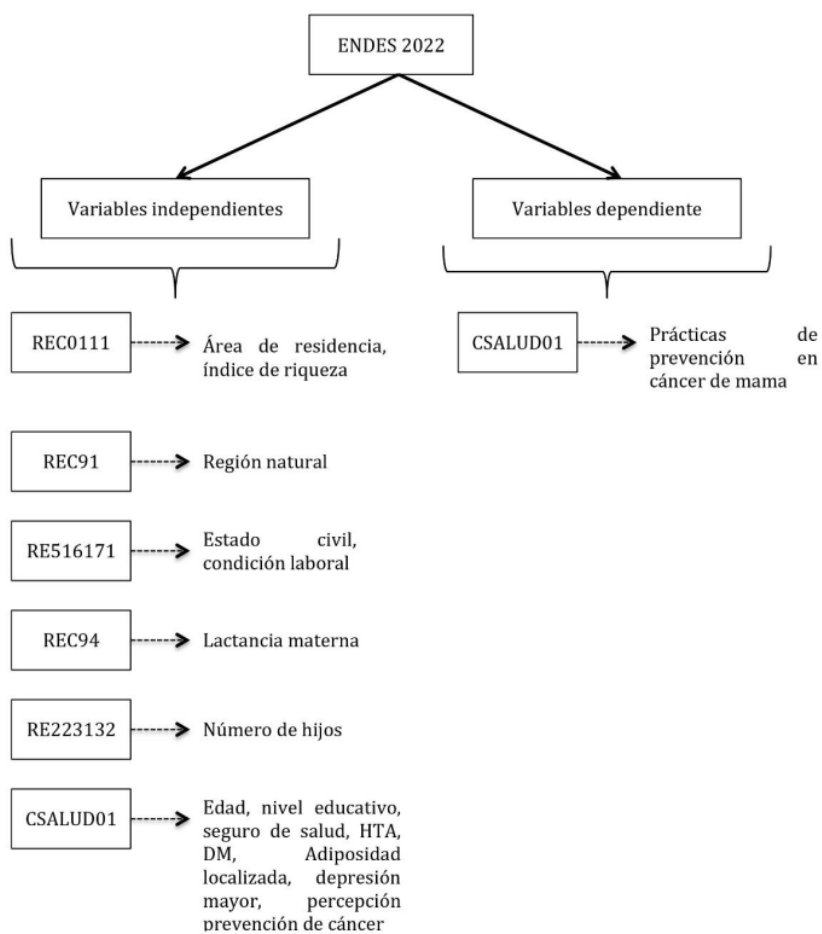 ENDES 2022
Variables independientes
Variables dependiente
REC0111
Área de residencia,
índice de riqueza
CSALUD01
Prácticas de
prevención en
cáncer de mama
REC91
Región natural
RE516171
Estado civil,
condición laboral
REC94
Lactancia materna
RE223132
Número de hijos
CSALUD01
Edad, nivel educativo,
seguro de salud, HTA,
DM, Adiposidad
localizada, depresión
mayor, percepción
prevención de cáncer